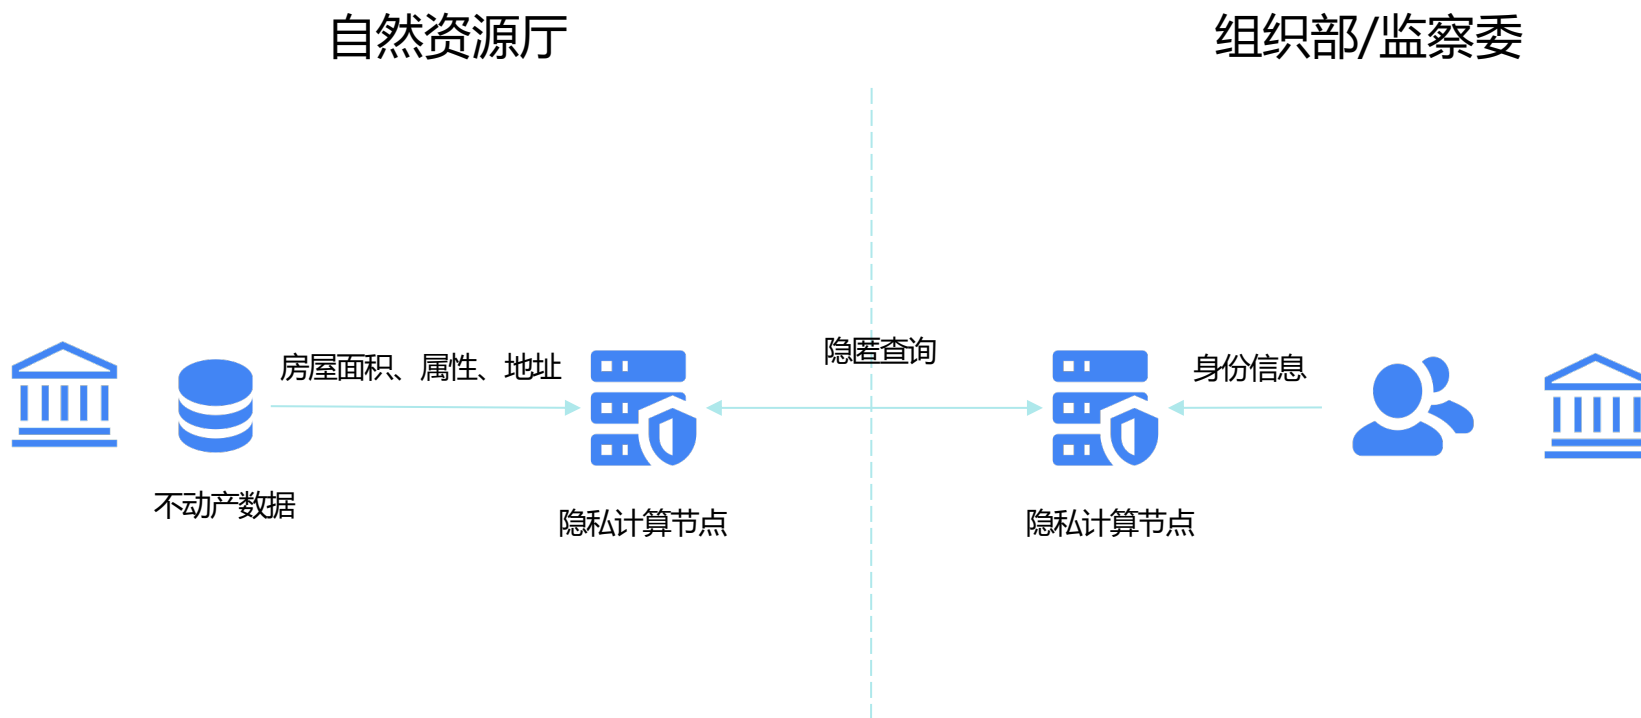 自然资源厅
组织部/监察委
房屋面积、属性、地址
隐匿查询
身份信息
不动产数据
隐私计算节点
隐私计算节点